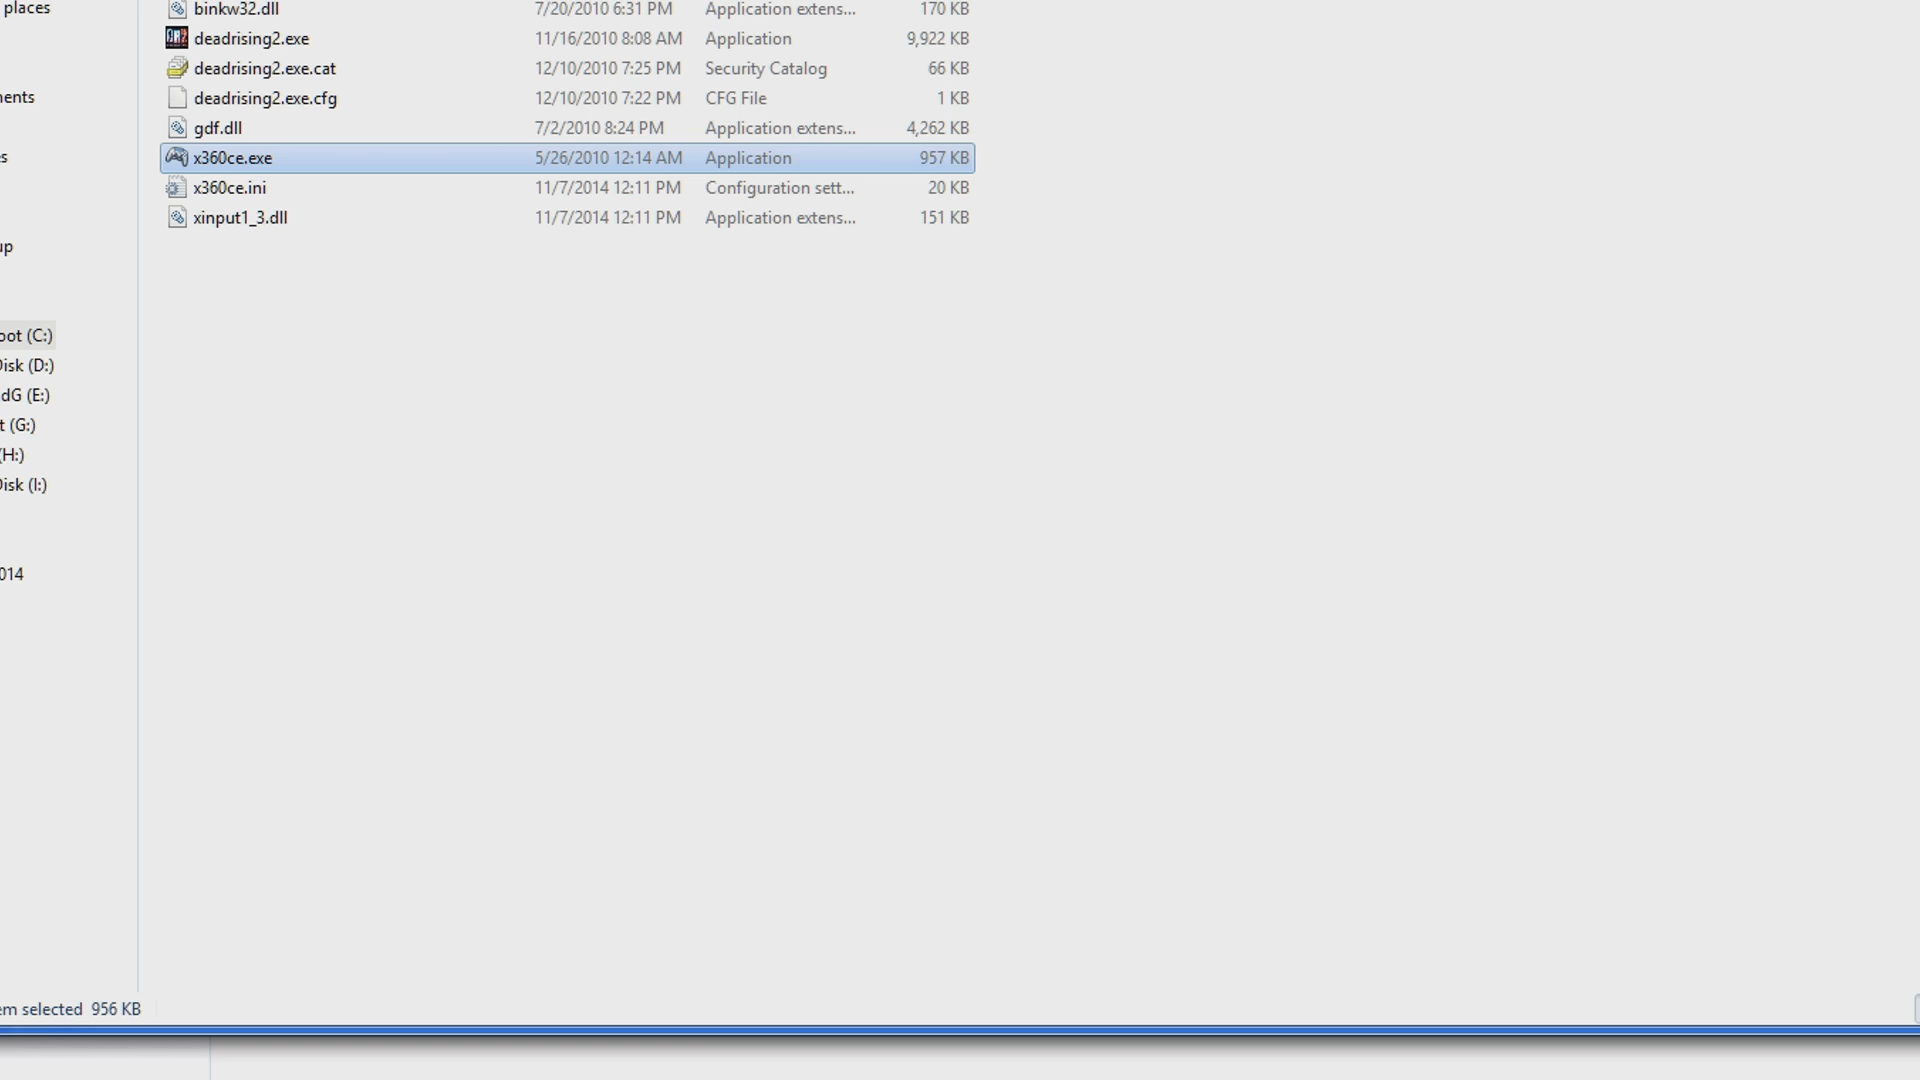 places
binkw32.dll 7/20/2010 6:31 PM Application extens... 170 KB
deadrising2.exe 11/16/2010 8:08 AM Application 9,922 KB
deadrising2.exe.cat 12/10/2010 7:25 PM Security Catalog 66 KB
ments
deadrising2.exe.cfg 12/10/2010 7:22 PM CFG File 1 KB
gdf.dll 7/2/2010 8:24 PM Application extens... 4,262 KB
s
x360ce.exe 5/26/2010 12:14 AM Application 957 KB
x360ce.ini 11/7/2014 12:11 PM Configuration sett... 20 KB
xinput1_3.dll 11/7/2014 12:11 PM Application extens... 151 KB
up
oot (C:)
Disk (D:)
dG (E:)
t (G:)
(H:)
Disk (I:)
014
em selected 956 KB